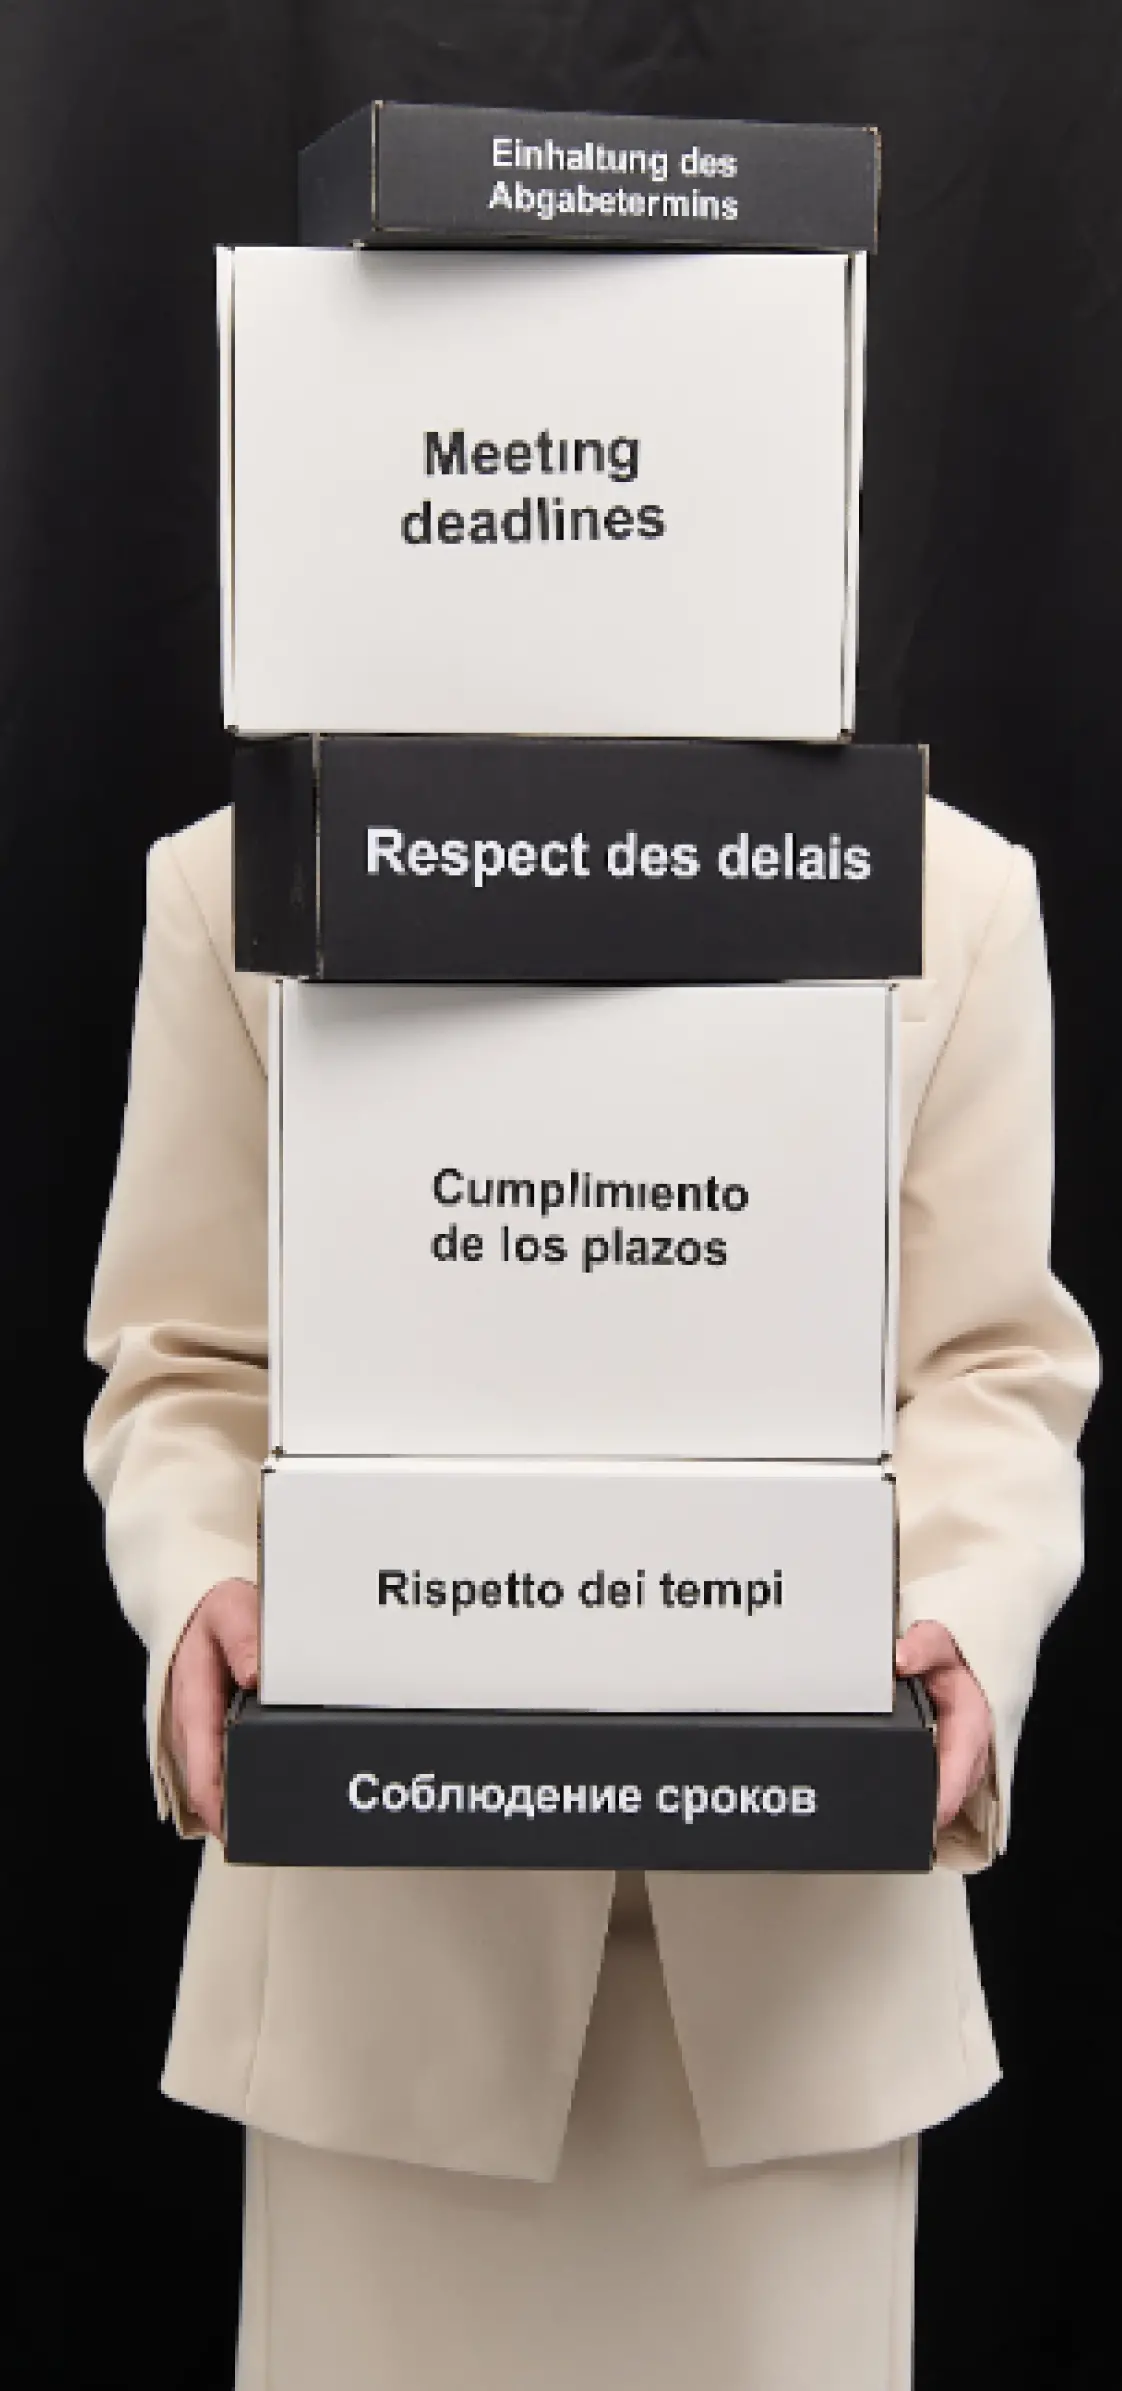 Einhaltung des
Abgabetermins
Meeting
deadlines
Respect des delais
Cumplimiento
de los plazos
Rispetto dei tempi
Соблюдение сроков